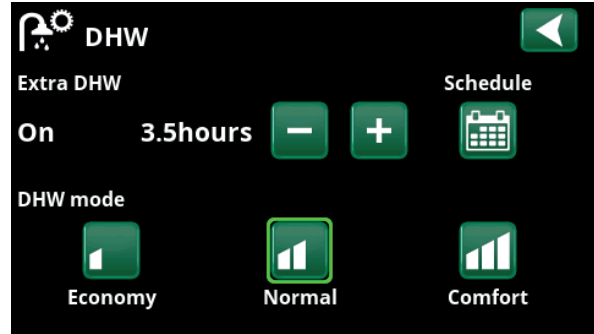 DHW
Extra DHW Schedule
On 3.5hours
DHW mode
Economy Normal Comfort